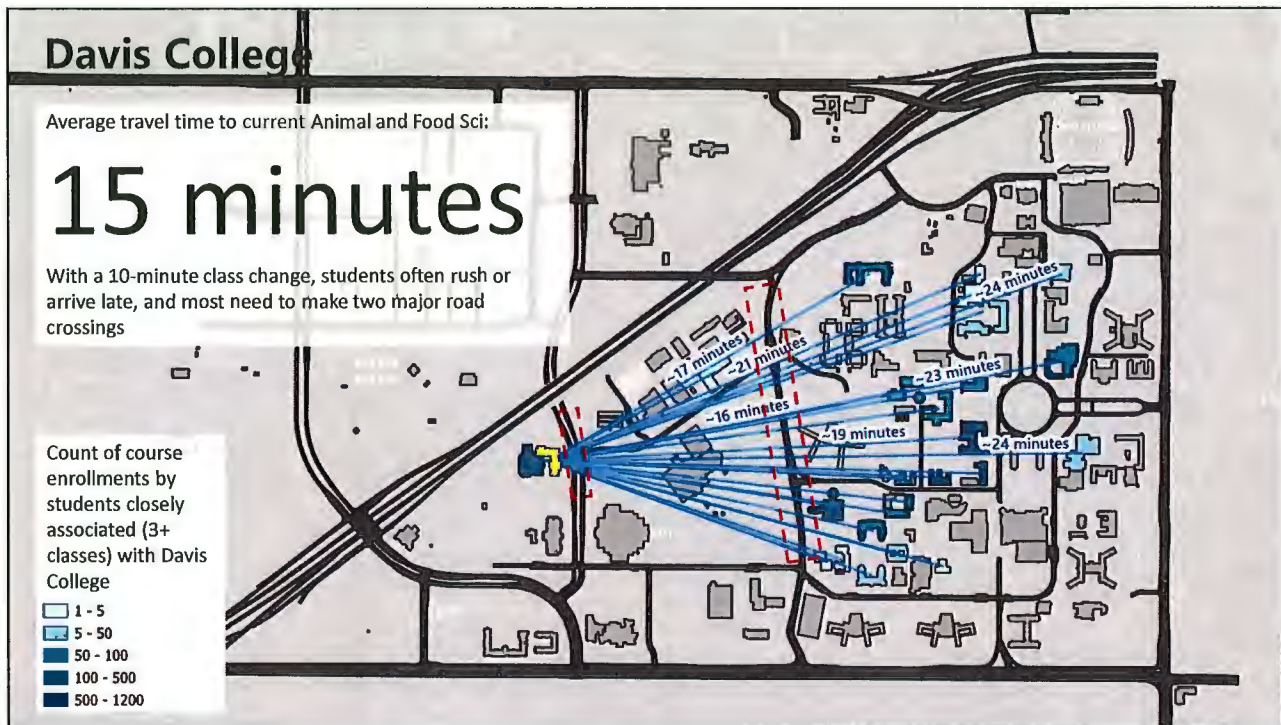 Davis College
Average travel time to current Animal and Food Sci:
15 minutes
With a 10-minute class change, students often rush or
arrive late, and most need to make two major road
crossings
~24 minutes
~17 minutes
~21 minutes
~23 minutes
~16 minutes
~19 minutes
~24 minutes
Count of course
enrollments by
students closely
associated (3+
classes) with Davis
College
1 - 5
5 - 50
50 - 100
100 - 500
500 - 1200